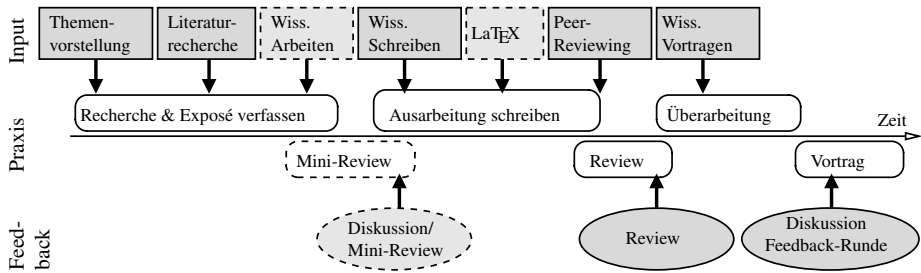 Input
Themen-
vorstellung
Literatur-
recherche
Wiss.
Arbeiten
Wiss.
Schreiben
LaTEX
Peer-
Reviewing
Wiss.
Vortragen
Praxis
Recherche & Exposé verfassen
Ausarbeitung schreiben
Überarbeitung
Zeit
Mini-Review
Review
Vortrag
Feed-
back
Diskussion/
Mini-Review
Review
Diskussion
Feedback-Runde